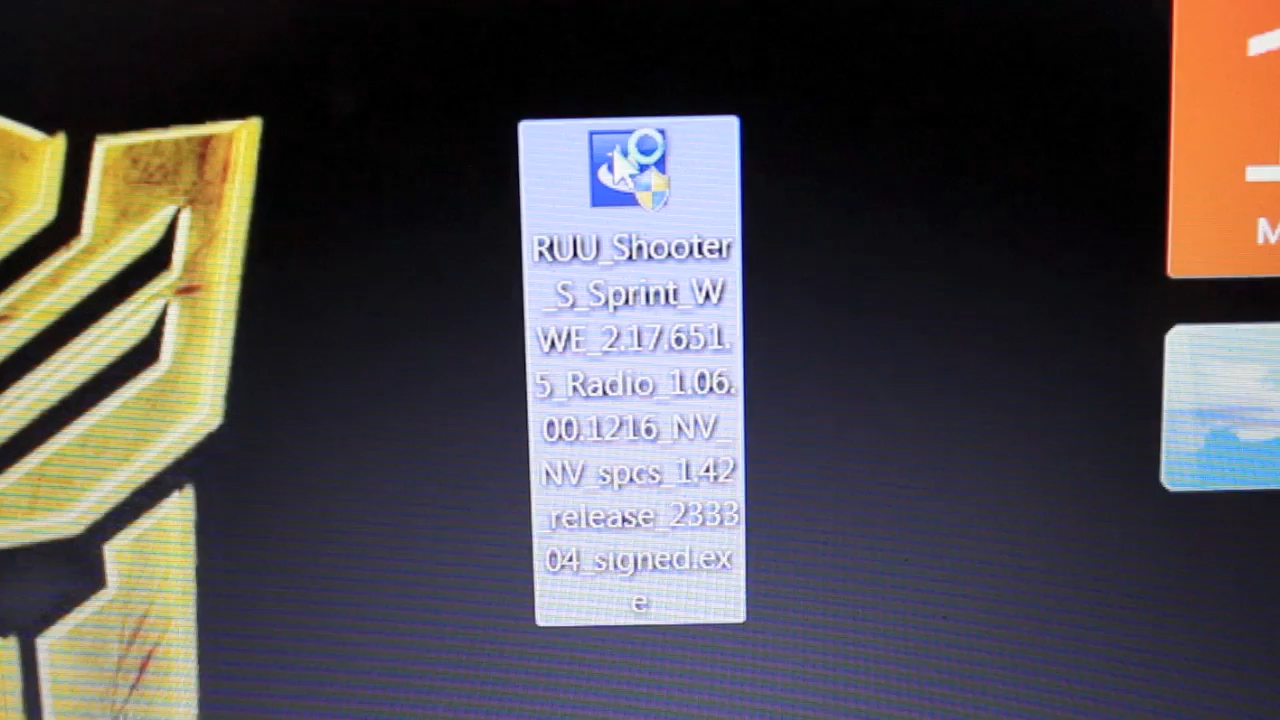 RUU_Shooter
_S_Sprint_W
WE_2.17.651.
5_Radio_1.06.
00.1216_NV_
NV_spcs_1.42
_release_2333
04_signed.ex
e